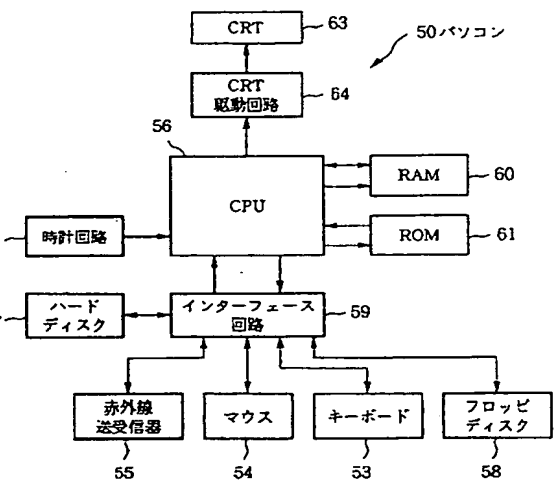 CRT
63
50パソコン
CRT
駆動回路
64
56
CPU
RAM
60
ROM
61
時計回路
ハード
ディスク
インターフェース
回路
59
赤外線
送受信器
マウス
キーボード
フロッピ
ディスク
55
54
53
58